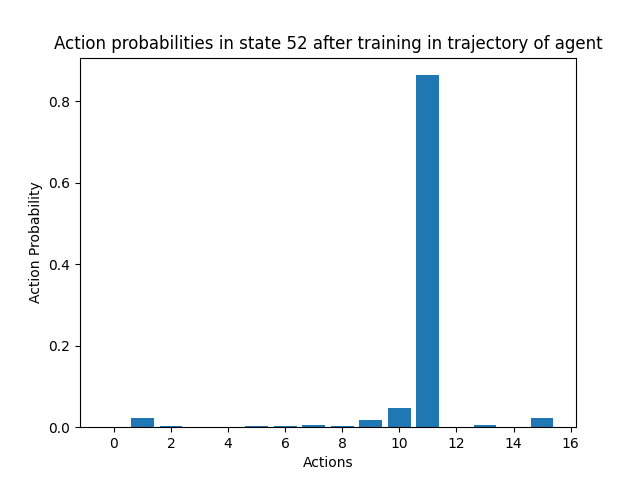 Action probabilities in state 52 after training in trajectory of agent
0.8
0.6
0.4
0.2
0.0
Action Probability
0 2 4 6 8 10 12 14 16
Actions